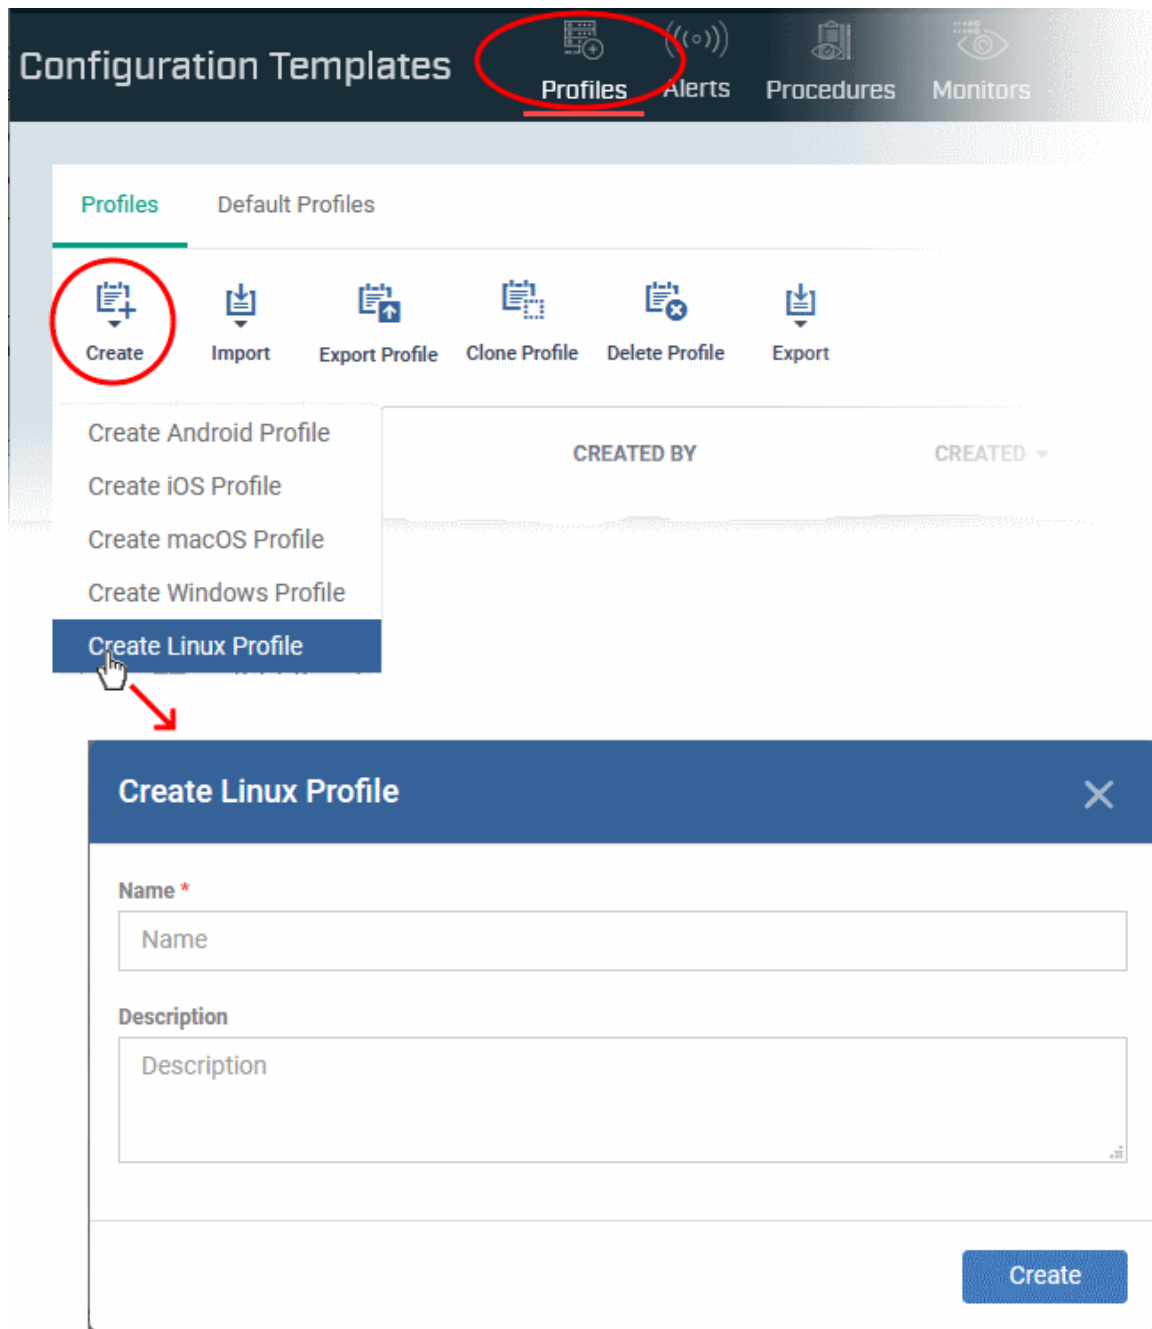 Configuration Templates
Profiles Alerts Procedures Monitors
Profiles Default Profiles
Create Import Export Profile Clone Profile Delete Profile Export
Create Android Profile
CREATED BY CREATED
Create iOS Profile
Create macOS Profile
Create Windows Profile
Create Linux Profile
Create Linux Profile
Name *
Name
Description
Description
Create